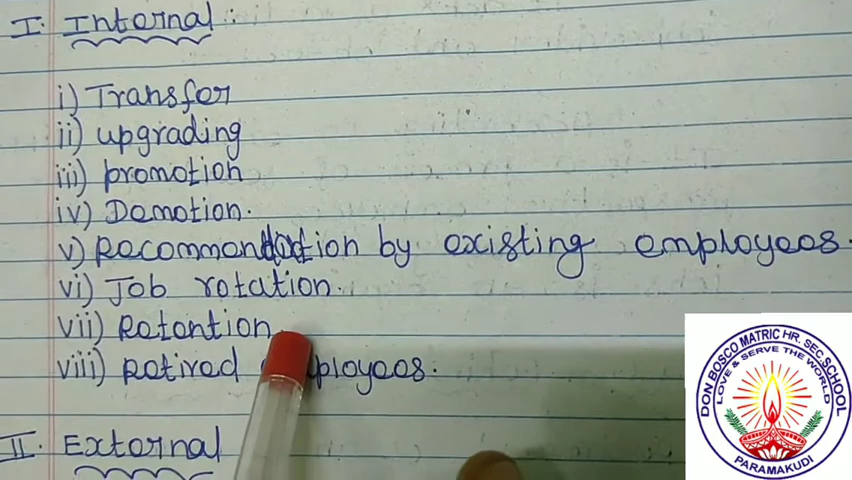 I. Internal :
i) Transfer
ii) upgrading
iii) promotion
iv) Demotion.
v) Recommendation by existing employees.
vi) Job rotation.
vii) Retention
viii) Retired employees.
II. External
DON BOSCO MATRIC HR. SEC. SCHOOL
LOVE & SERVE THE WORLD
PARAMAKUDI